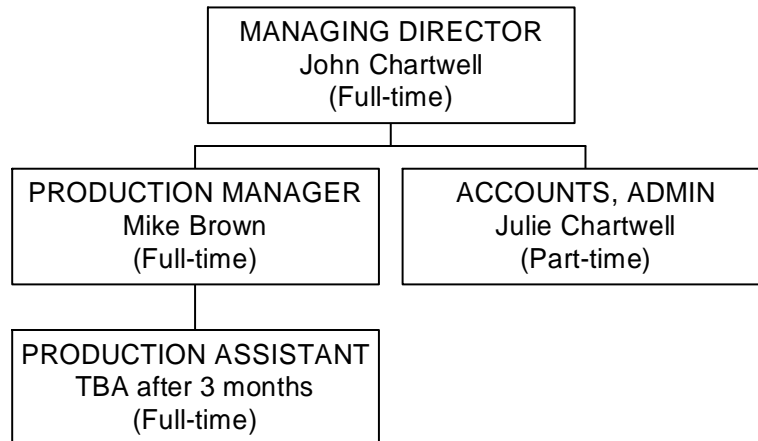 MANAGING DIRECTOR
John Chartwell
(Full-time)
PRODUCTION MANAGER
Mike Brown
(Full-time)
ACCOUNTS, ADMIN
Julie Chartwell
(Part-time)
PRODUCTION ASSISTANT
TBA after 3 months
(Full-time)